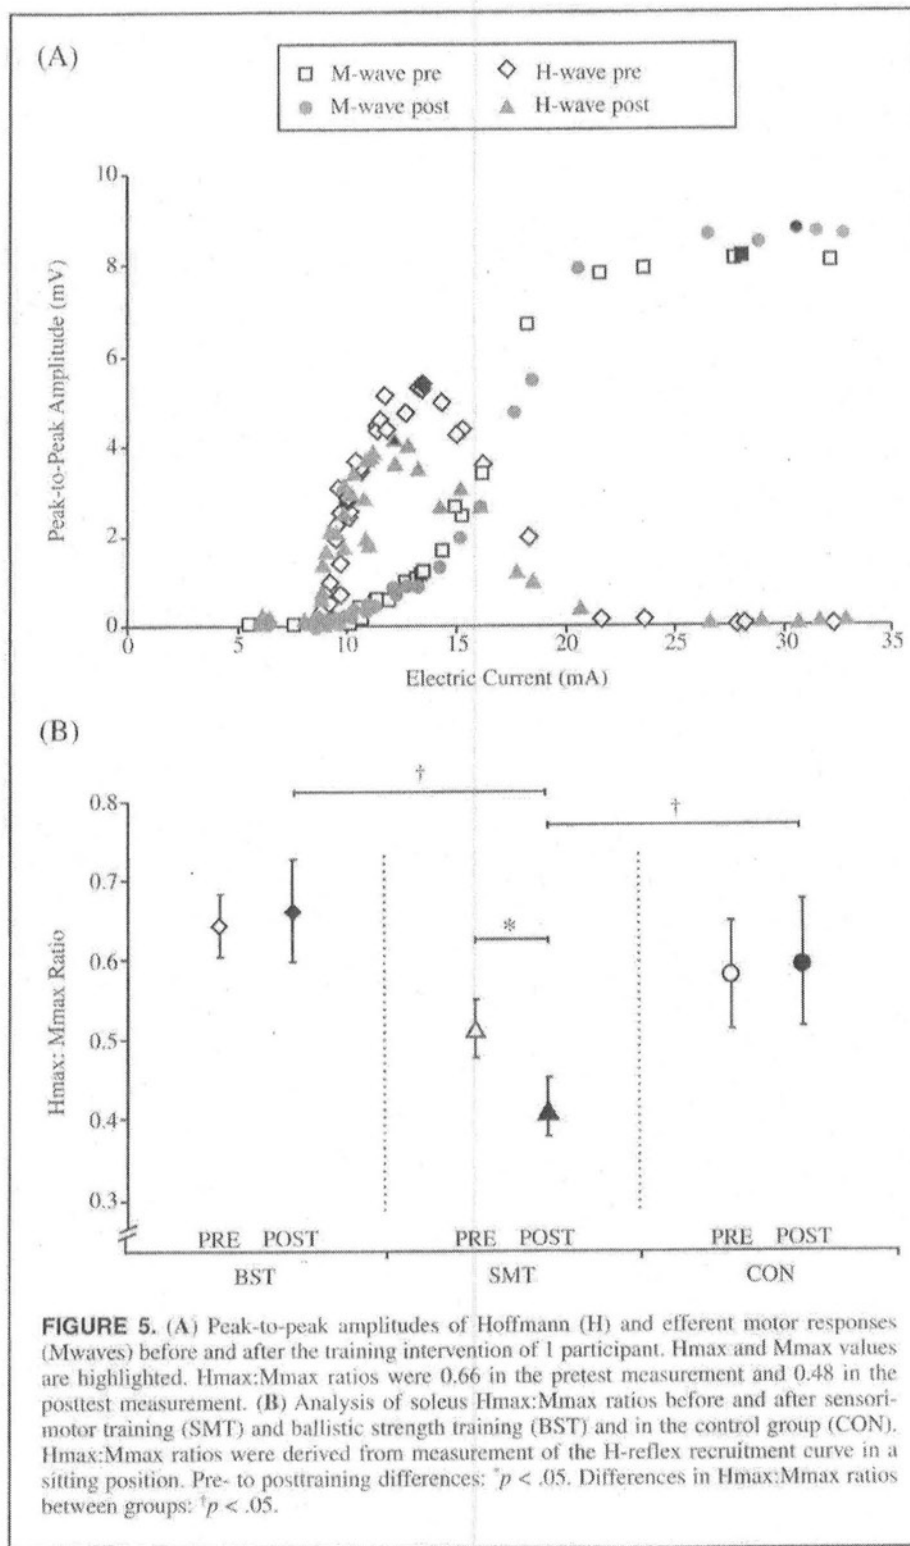 (A)
M-wave pre
H-wave pre
M-wave post
H-wave post
10
8
6
4
2
0
Peak-to-Peak Amplitude (mV)
0 5 10 15 20 25 30 35
Electric Current (mA)
(B)
†
†
*
0.8
0.7
0.6
0.5
0.4
0.3
Hmax: Mmax Ratio
PRE POST PRE POST PRE POST
BST SMT CON
FIGURE 5. (A) Peak-to-peak amplitudes of Hoffmann (H) and efferent motor responses
(Mwaves) before and after the training intervention of 1 participant. Hmax and Mmax values
are highlighted. Hmax:Mmax ratios were 0.66 in the pretest measurement and 0.48 in the
posttest measurement. (B) Analysis of soleus Hmax:Mmax ratios before and after sensori-
motor training (SMT) and ballistic strength training (BST) and in the control group (CON).
Hmax:Mmax ratios were derived from measurement of the H-reflex recruitment curve in a
sitting position. Pre- to posttraining differences: *p < .05. Differences in Hmax:Mmax ratios
between groups: †p < .05.